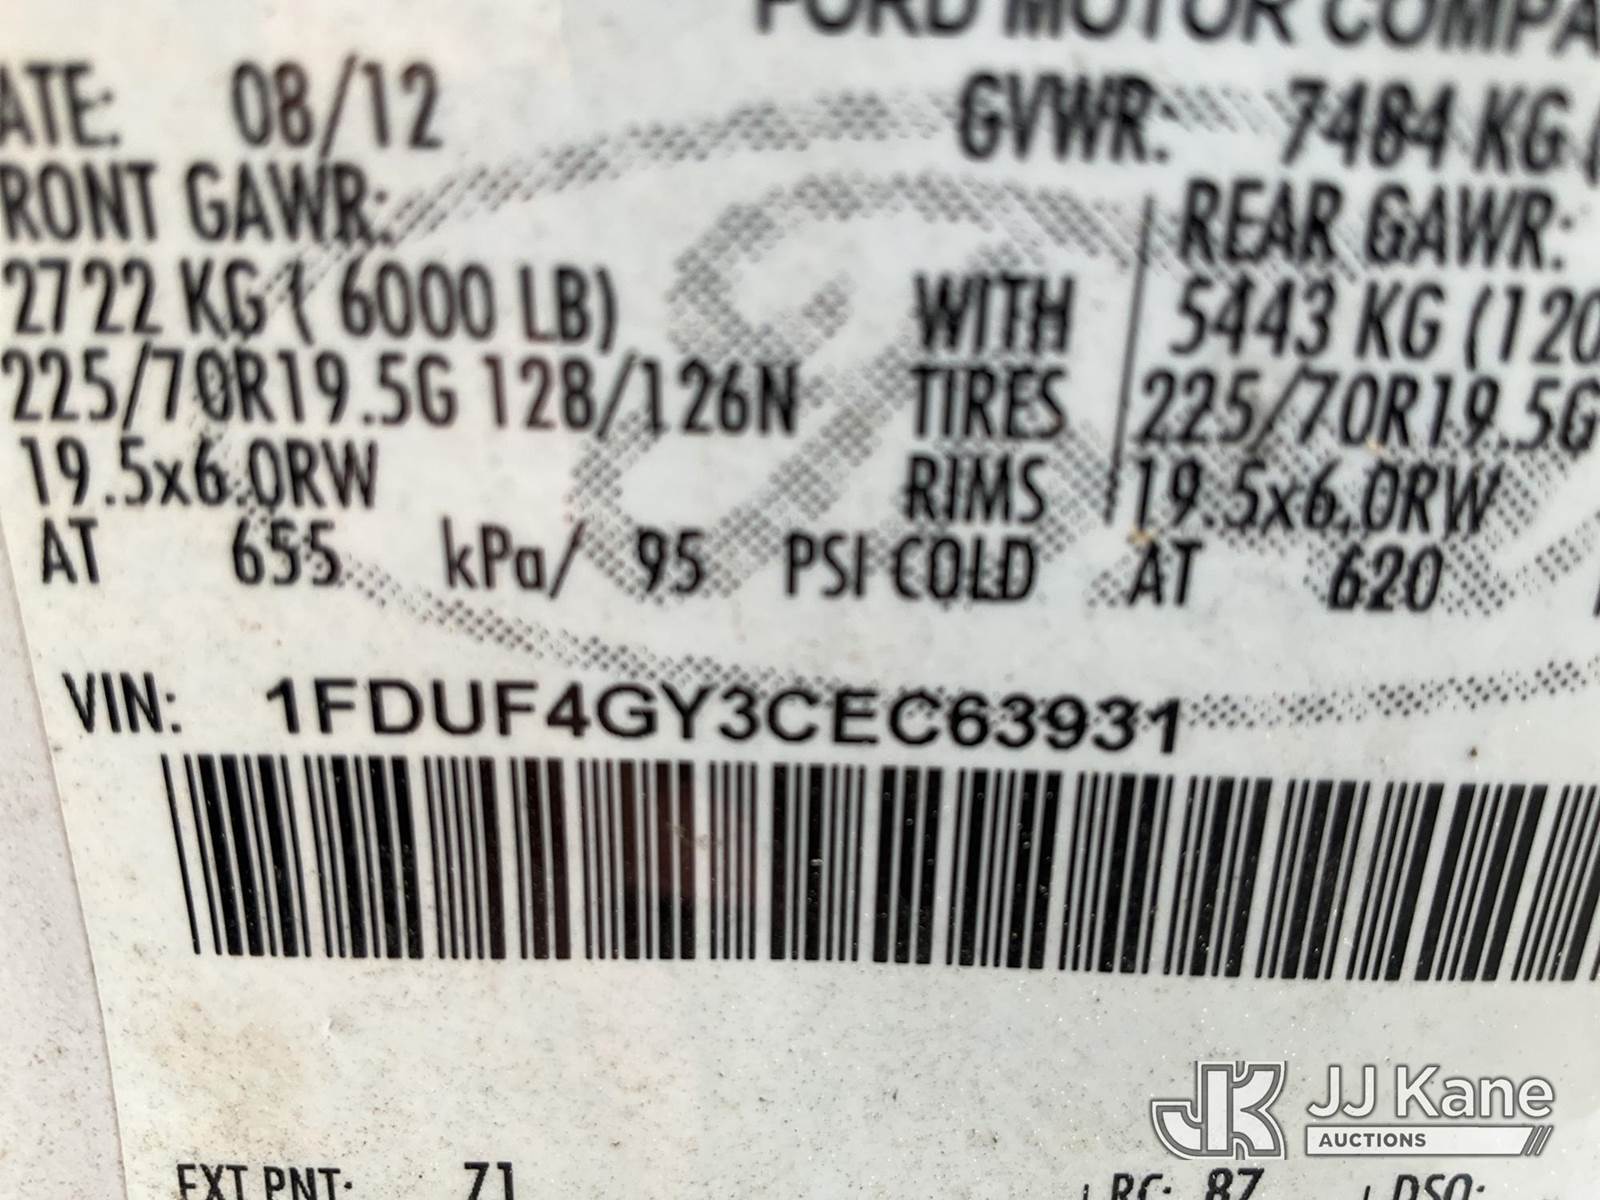 FORD MOTOR COMPA
ATE: 08/12 GVWR: 7484 KG (
RONT GAWR: REAR GAWR:
2722 KG ( 6000 LB) WITH 5443 KG (120
225/70R19.5G 128/126N TIRES 225/70R19.5G
19.5x6.0RW RIMS 19.5x6.0RW
AT 655 kPa/ 95 PSI COLD AT 620
VIN: 1FDUF4GY3CEC63931
EXT PNT: Z1 RC: 87 DSO:
JK JJ Kane
AUCTIONS